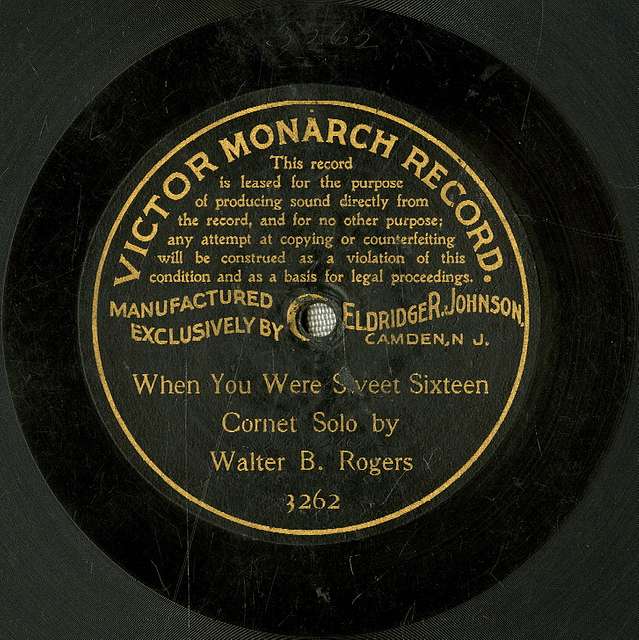 3262
VICTOR MONARCH RECORD.
This record
is leased for the purpose
of producing sound directly from
the record, and for no other purpose;
any attempt at copying or counterfeiting
will be construed as a violation of this
condition and as a basis for legal proceedings.
MANUFACTURED
EXCLUSIVELY BY
ELDRIDGE R. JOHNSON,
CAMDEN, N J.
When You Were Sweet Sixteen
Cornet Solo by
Walter B. Rogers
3262